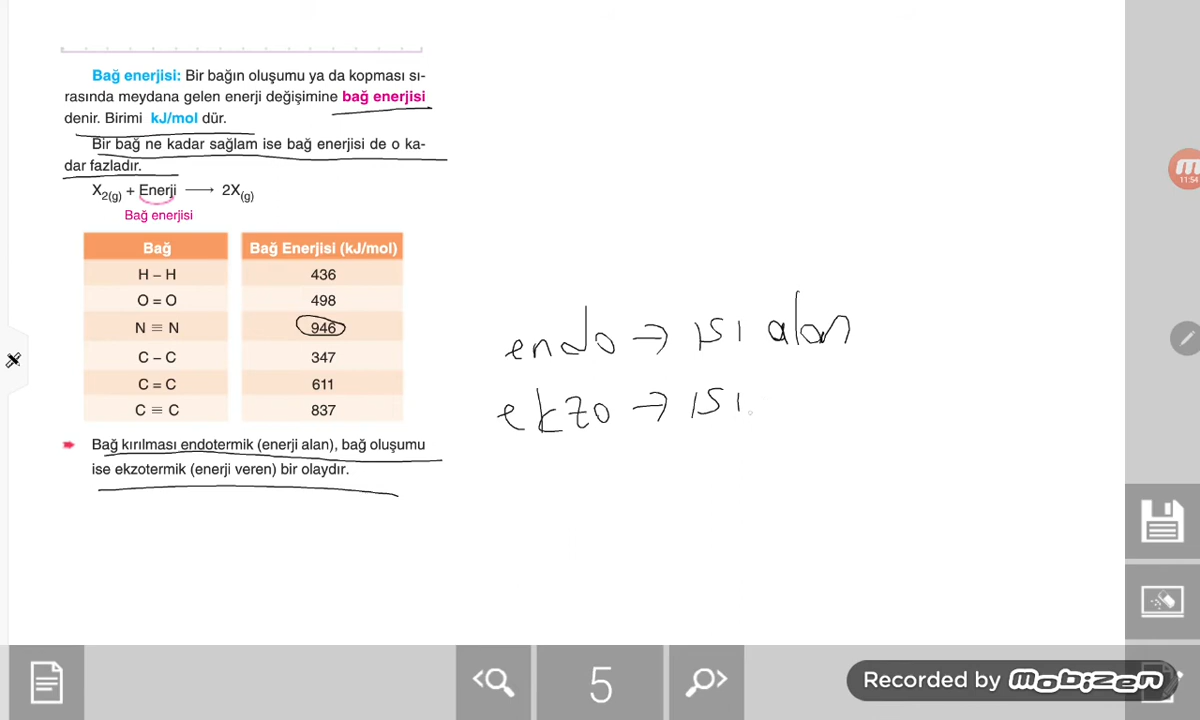 Bağ enerjisi: Bir bağın oluşumu ya da kopması sı-
rasında meydana gelen enerji değişimine bağ enerjisi
denir. Birimi kJ/mol dür.
Bir bağ ne kadar sağlam ise bağ enerjisi de o ka-
dar fazladır.
X2(g) + Enerji ⟶ 2X(g)
Bağ enerjisi
Bağ Bağ Enerjisi (kJ/mol)
H – H 436
O = O 498
N ≡ N 946
C – C 347
C = C 611
C ≡ C 837
Bağ kırılması endotermik (enerji alan), bağ oluşumu
ise ekzotermik (enerji veren) bir olaydır.
endo → ısı alan
ekzo → ısı
11:54
5
Recorded by mobizen